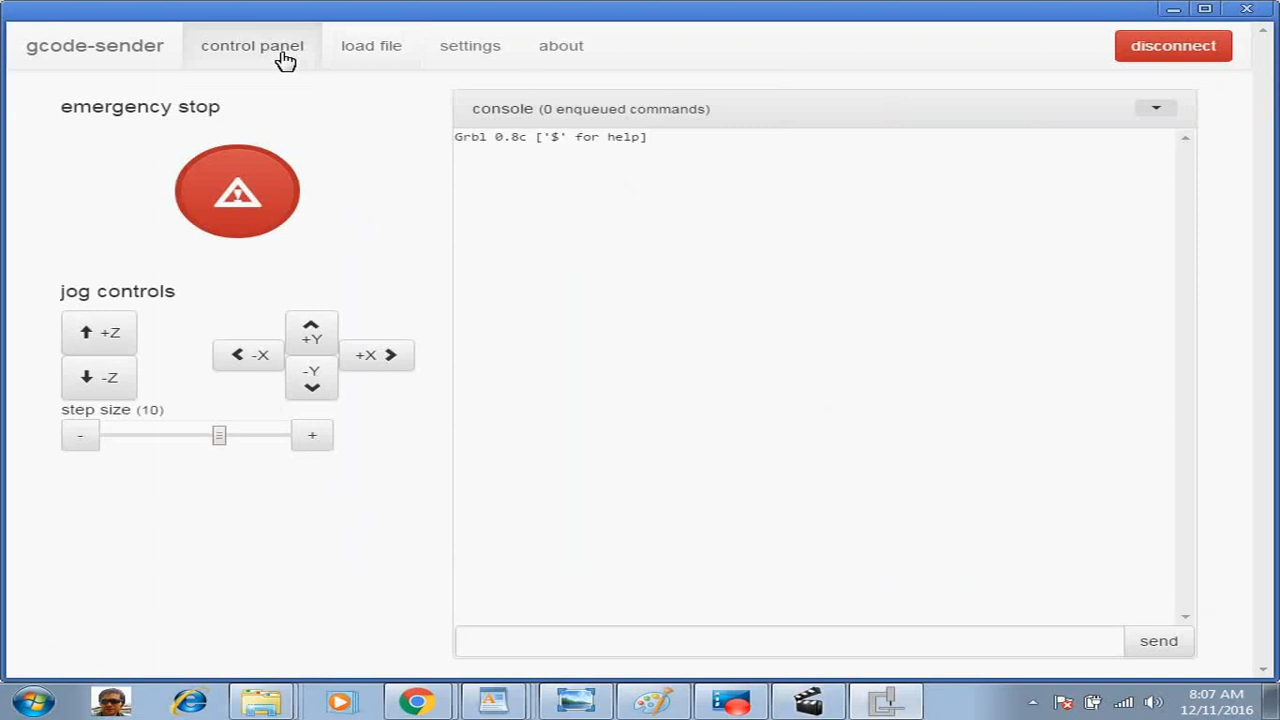 gcode-sender
control panel
load file
settings
about
disconnect
emergency stop
console (0 enqueued commands)
Grbl 0.8c ['$' for help]
jog controls
+Z
-Z
-X
+Y
-Y
+X
step size (10)
-
+
send
8:07 AM
12/11/2016